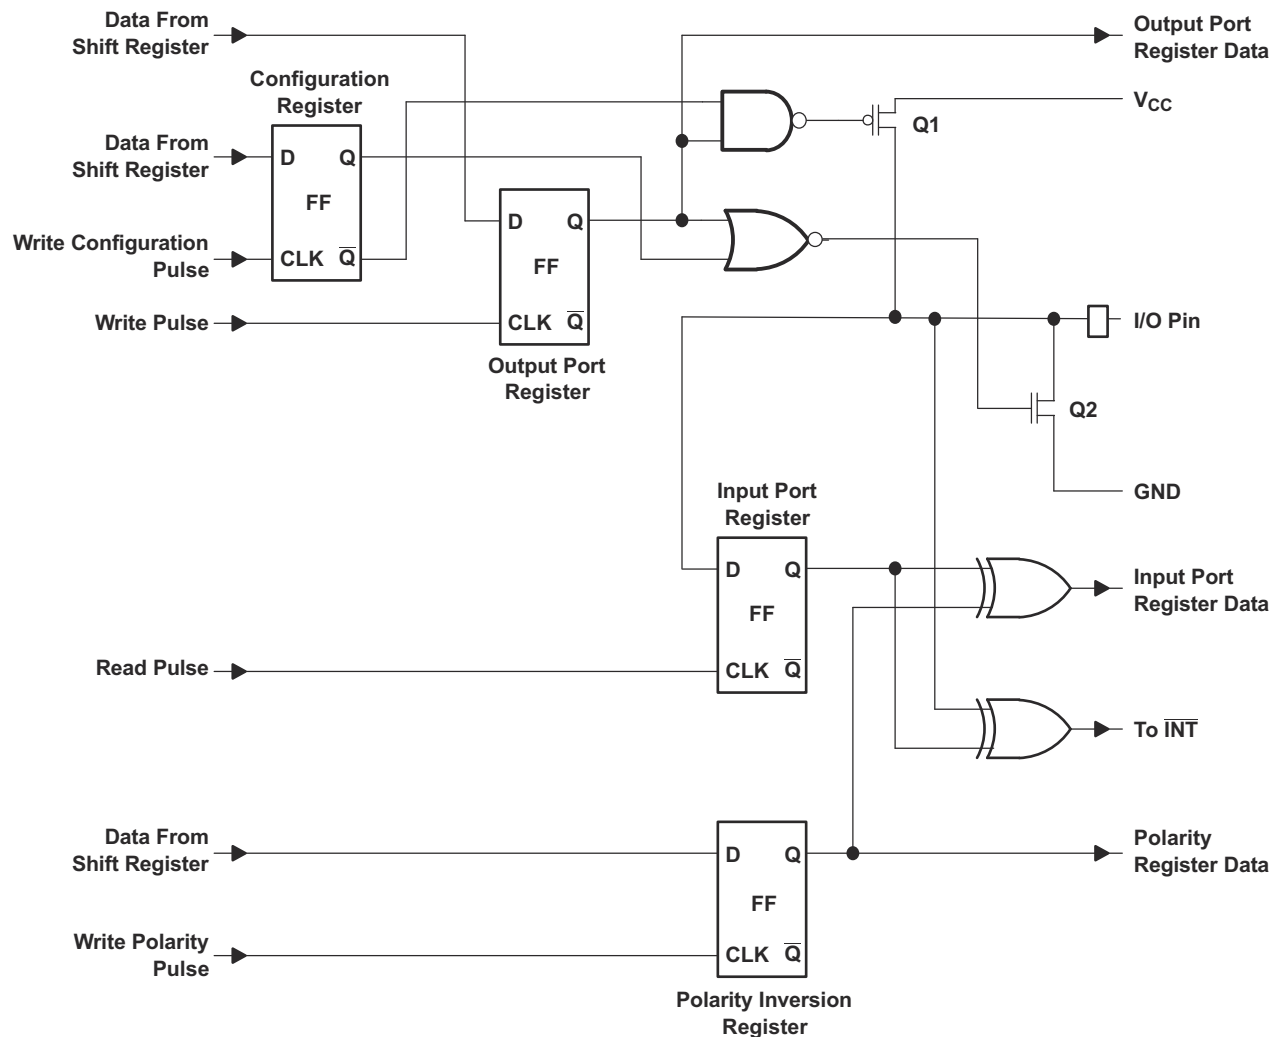 Data From
Shift Register
Output Port
Register Data
Configuration
Register
VCC
Q1
Data From
Shift Register
D Q
FF
CLK Q̅
Write Configuration
Pulse
D Q
FF
CLK Q̅
Write Pulse
Output Port
Register
I/O Pin
Q2
GND
Input Port
Register
D Q
FF
CLK Q̅
Input Port
Register Data
Read Pulse
To I̅N̅T̅
Data From
Shift Register
D Q
FF
CLK Q̅
Polarity
Register Data
Write Polarity
Pulse
Polarity Inversion
Register